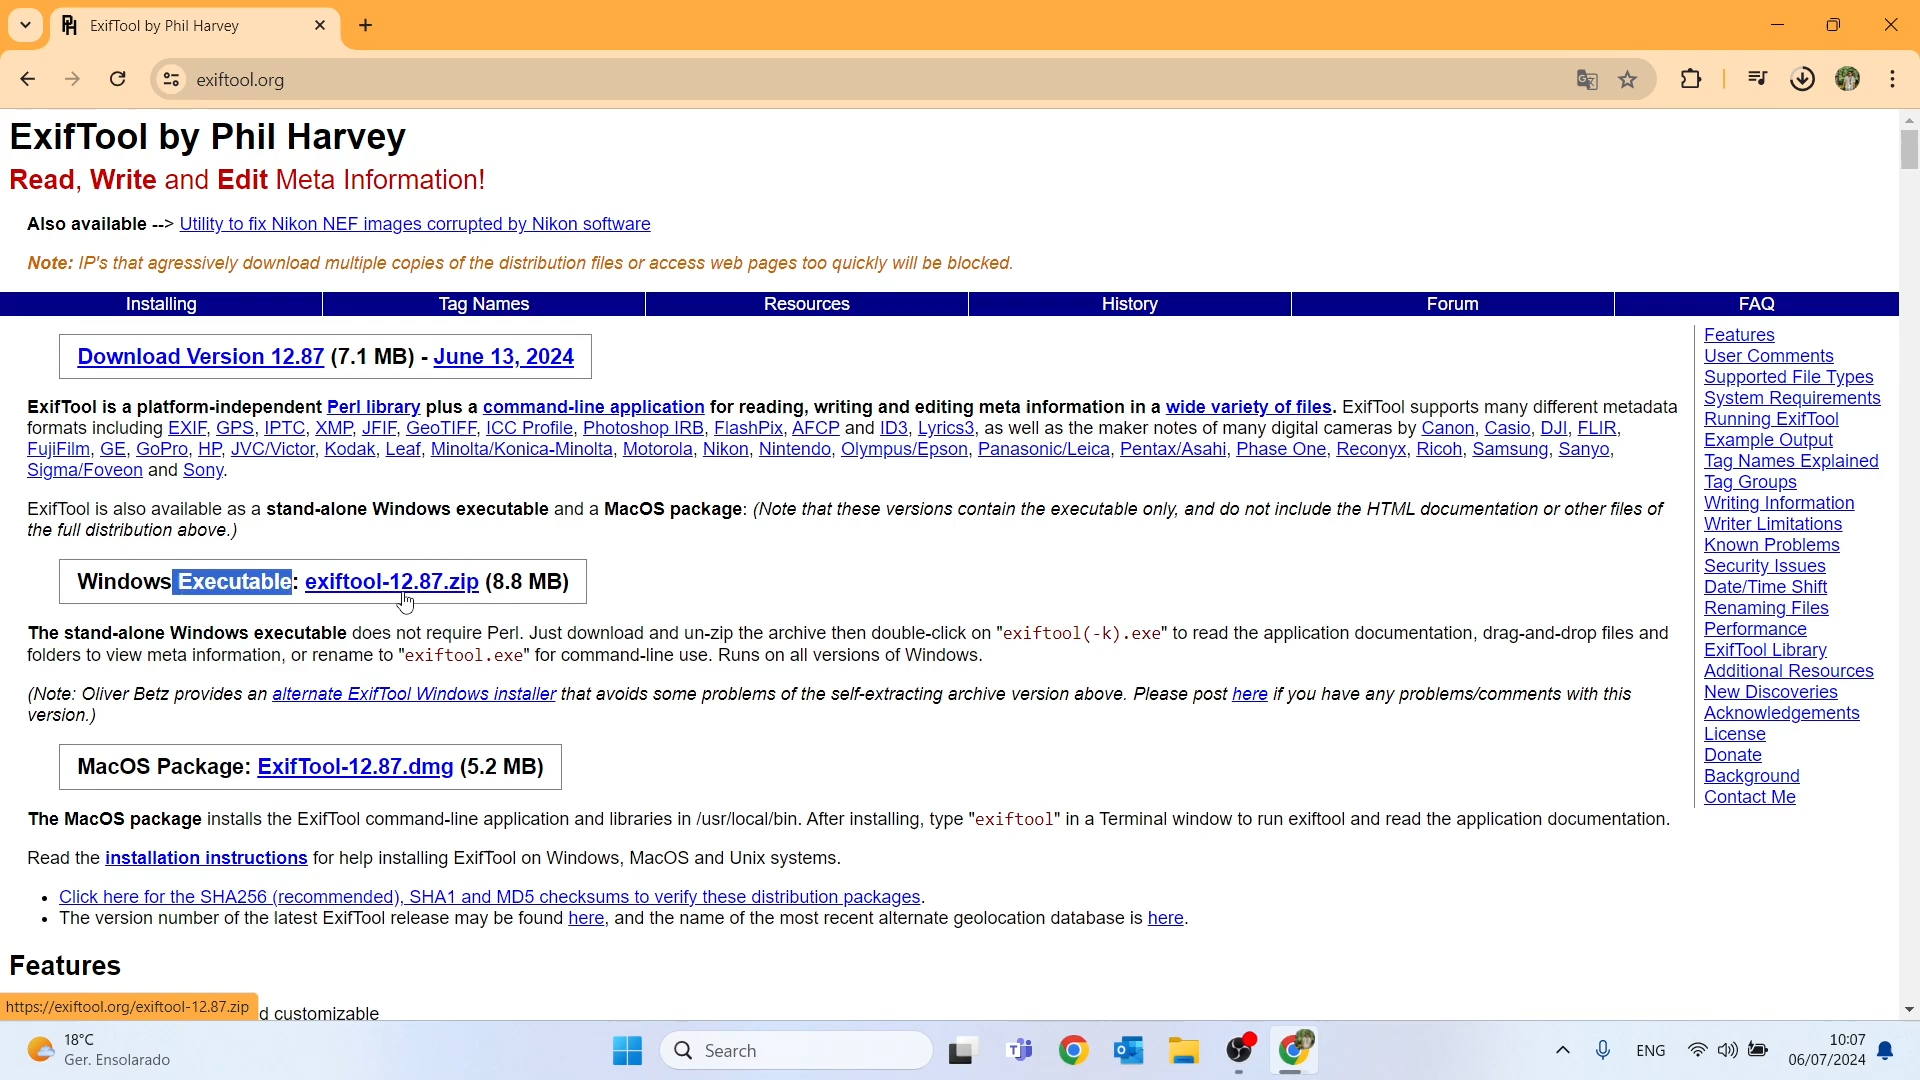 ExifTool by Phil Harvey
exiftool.org
ExifTool by Phil Harvey
Read, Write and Edit Meta Information!
Also available --> Utility to fix Nikon NEF images corrupted by Nikon software
Note: IP's that agressively download multiple copies of the distribution files or access web pages too quickly will be blocked.
Installing Tag Names Resources History Forum FAQ
Download Version 12.87 (7.1 MB) - June 13, 2024
ExifTool is a platform-independent Perl library plus a command-line application for reading, writing and editing meta information in a wide variety of files. ExifTool supports many different metadata
formats including EXIF, GPS, IPTC, XMP, JFIF, GeoTIFF, ICC Profile, Photoshop IRB, FlashPix, AFCP and ID3, Lyrics3, as well as the maker notes of many digital cameras by Canon, Casio, DJI, FLIR,
FujiFilm, GE, GoPro, HP, JVC/Victor, Kodak, Leaf, Minolta/Konica-Minolta, Motorola, Nikon, Nintendo, Olympus/Epson, Panasonic/Leica, Pentax/Asahi, Phase One, Reconyx, Ricoh, Samsung, Sanyo,
Sigma/Foveon and Sony.
ExifTool is also available as a stand-alone Windows executable and a MacOS package: (Note that these versions contain the executable only, and do not include the HTML documentation or other files of
the full distribution above.)
Windows Executable: exiftool-12.87.zip (8.8 MB)
The stand-alone Windows executable does not require Perl. Just download and un-zip the archive then double-click on "exiftool(-k).exe" to read the application documentation, drag-and-drop files and
folders to view meta information, or rename to "exiftool.exe" for command-line use. Runs on all versions of Windows.
(Note: Oliver Betz provides an alternate ExifTool Windows installer that avoids some problems of the self-extracting archive version above. Please post here if you have any problems/comments with this
version.)
MacOS Package: ExifTool-12.87.dmg (5.2 MB)
The MacOS package installs the ExifTool command-line application and libraries in /usr/local/bin. After installing, type "exiftool" in a Terminal window to run exiftool and read the application documentation.
Read the installation instructions for help installing ExifTool on Windows, MacOS and Unix systems.
• Click here for the SHA256 (recommended), SHA1 and MD5 checksums to verify these distribution packages.
• The version number of the latest ExifTool release may be found here, and the name of the most recent alternate geolocation database is here.
Features
d customizable
https://exiftool.org/exiftool-12.87.zip
Features
User Comments
Supported File Types
System Requirements
Running ExifTool
Example Output
Tag Names Explained
Tag Groups
Writing Information
Writer Limitations
Known Problems
Security Issues
Date/Time Shift
Renaming Files
Performance
ExifTool Library
Additional Resources
New Discoveries
Acknowledgements
License
Donate
Background
Contact Me
18°C
Ger. Ensolarado
Search
ENG
10:07
06/07/2024